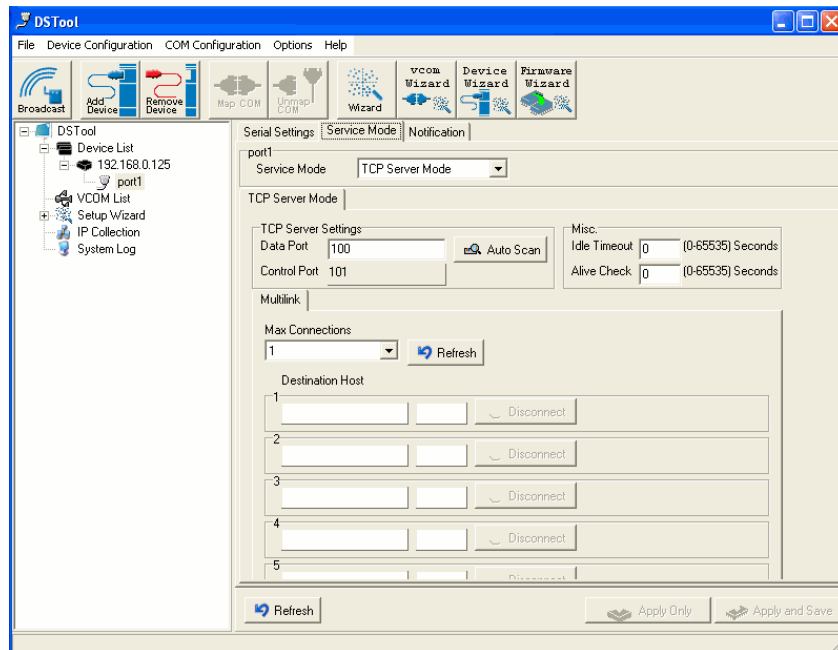 DSTool
File Device Configuration COM Configuration Options Help
Broadcast Add Device Remove Device Map COM Unmap COM Wizard vcom Wizard Device Wizard Firmware Wizard
DSTool
Device List
192.168.0.125
port1
VCOM List
Setup Wizard
IP Collection
System Log
Serial Settings Service Mode Notification
port1
Service Mode TCP Server Mode
TCP Server Mode
TCP Server Settings Misc.
Data Port 100 Auto Scan Idle Timeout 0 (0-65535) Seconds
Control Port 101 Alive Check 0 (0-65535) Seconds
Multilink
Max Connections
1 Refresh
Destination Host
1 Disconnect
2 Disconnect
3 Disconnect
4 Disconnect
5 Disconnect
Refresh Apply Only Apply and Save